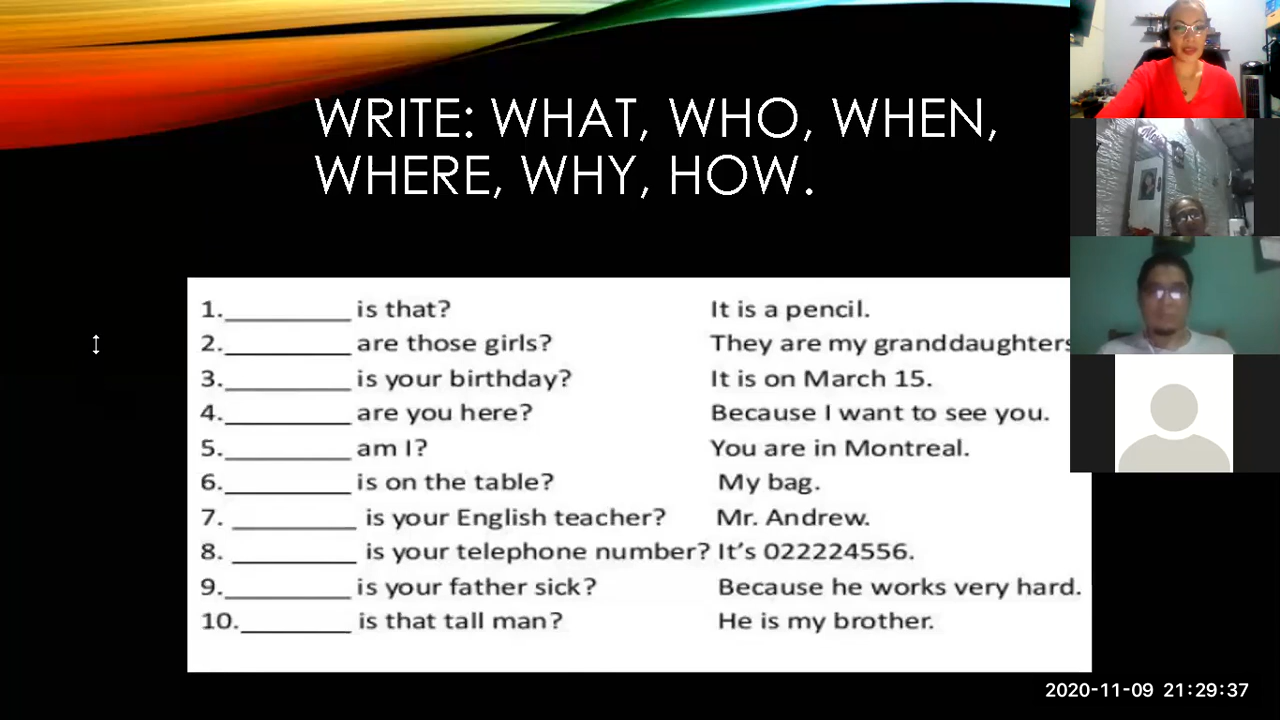 WRITE: WHAT, WHO, WHEN,
WHERE, WHY, HOW.
1.__________ is that? It is a pencil.
2.__________ are those girls? They are my granddaughters
3.__________ is your birthday? It is on March 15.
4.__________ are you here? Because I want to see you.
5.__________ am I? You are in Montreal.
6.__________ is on the table? My bag.
7. __________ is your English teacher? Mr. Andrew.
8. __________ is your telephone number? It's 022224556.
9.__________ is your father sick? Because he works very hard.
10._________ is that tall man? He is my brother.
2020-11-09 21:29:37